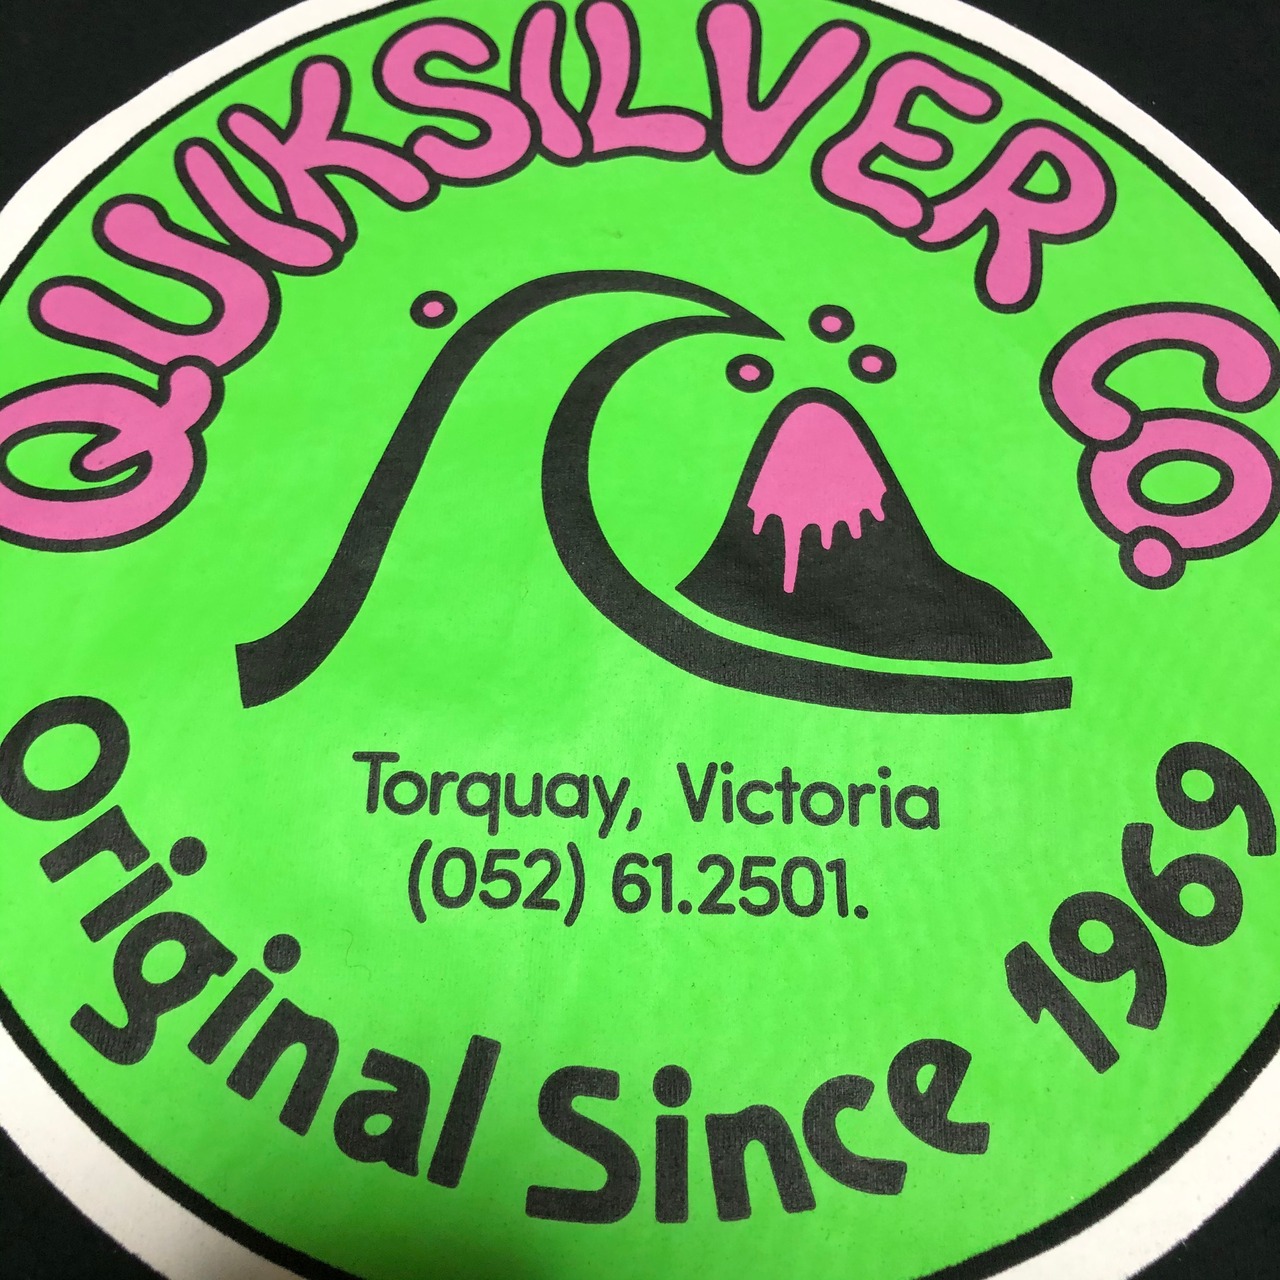 QUIKSILVER CO.
Torquay, Victoria
(052) 61.2501.
Original Since 1969